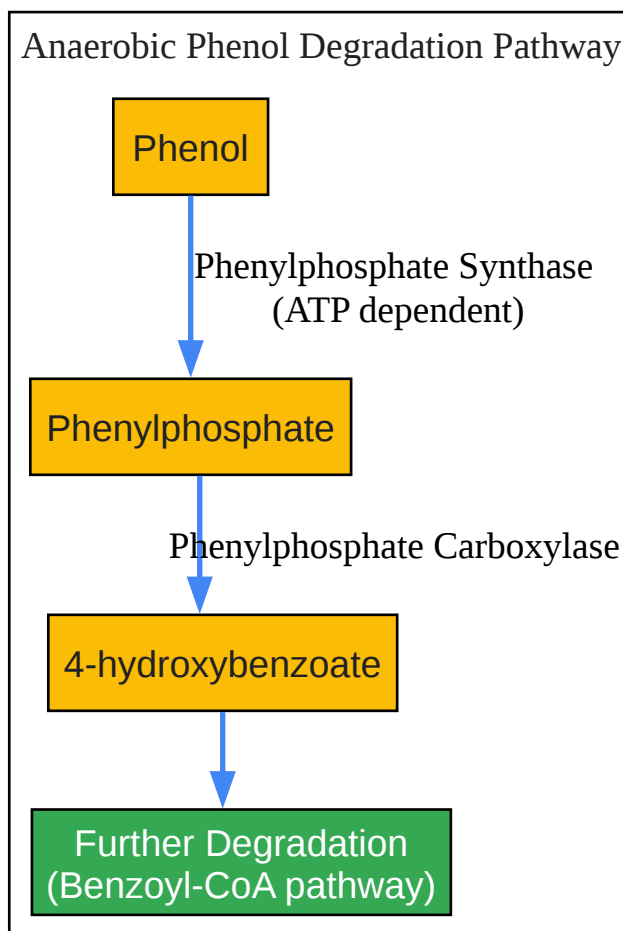 Anaerobic Phenol Degradation Pathway
Phenol
Phenylphosphate Synthase
(ATP dependent)
Phenylphosphate
Phenylphosphate Carboxylase
4-hydroxybenzoate
Further Degradation
(Benzoyl-CoA pathway)